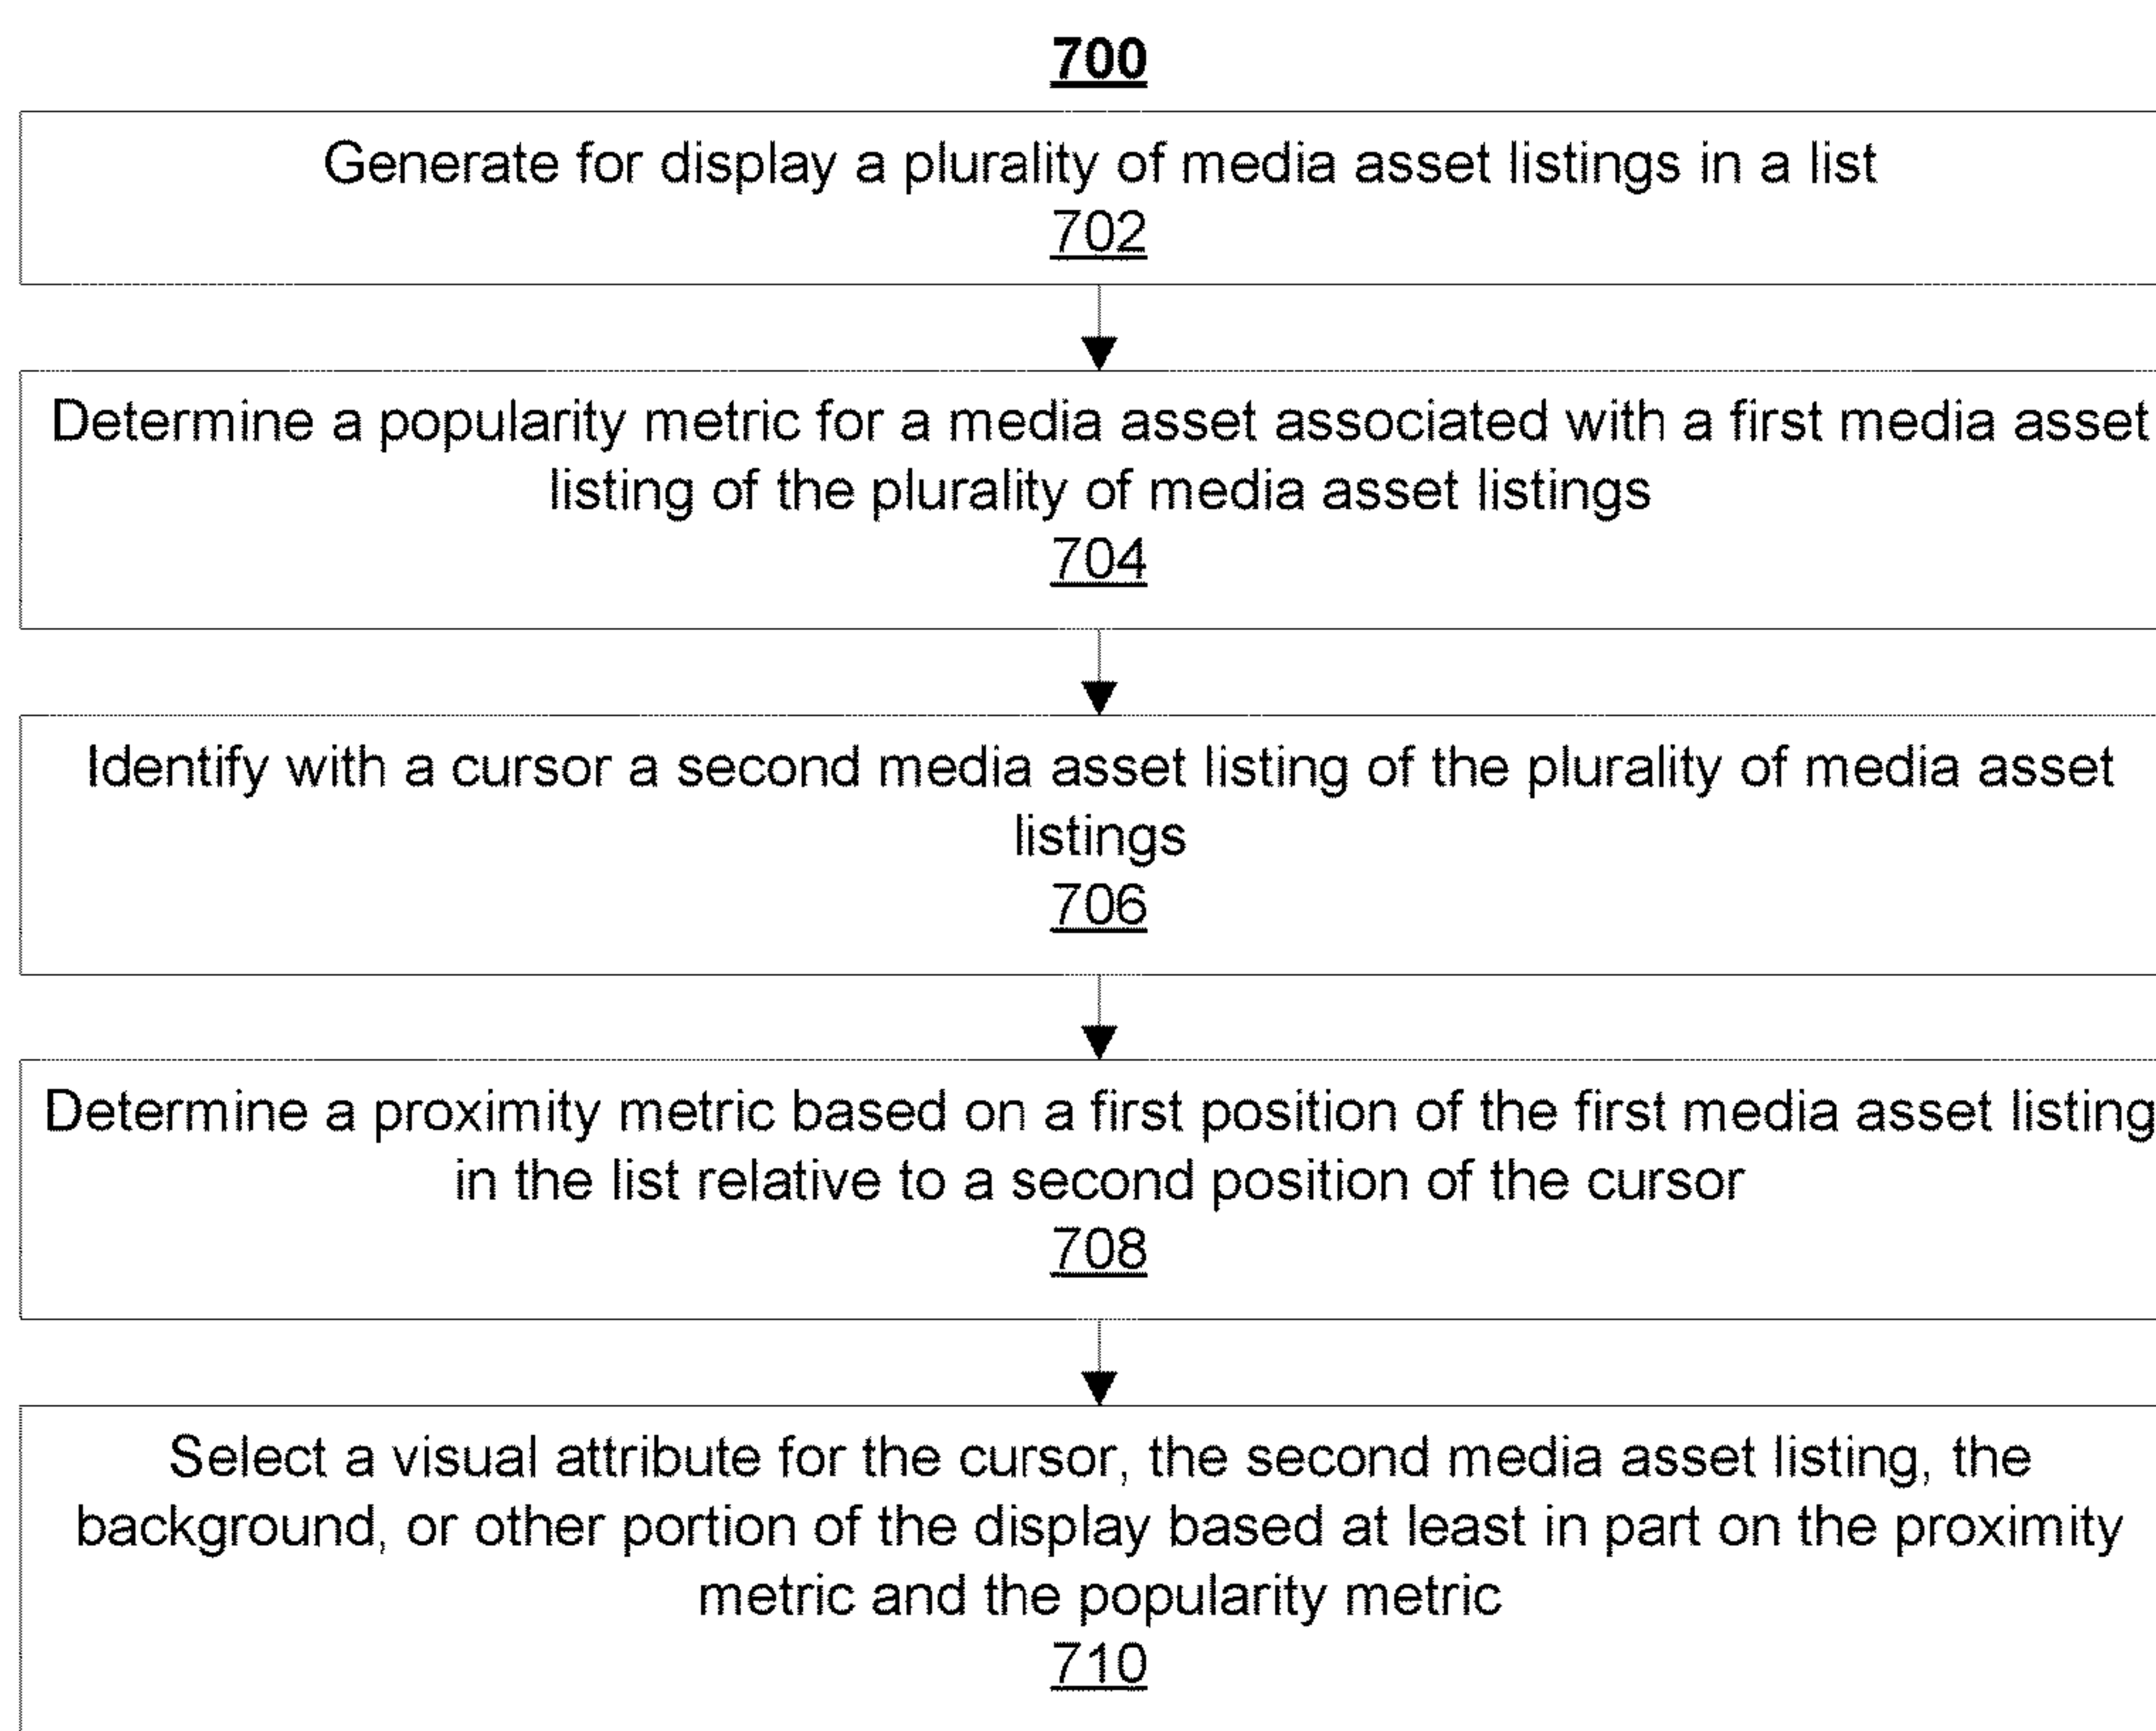 700
Generate for display a plurality of media asset listings in a list
702
Determine a popularity metric for a media asset associated with a first media asset
listing of the plurality of media asset listings
704
Identify with a cursor a second media asset listing of the plurality of media asset
listings
706
Determine a proximity metric based on a first position of the first media asset listing
in the list relative to a second position of the cursor
708
Select a visual attribute for the cursor, the second media asset listing, the
background, or other portion of the display based at least in part on the proximity
metric and the popularity metric
710